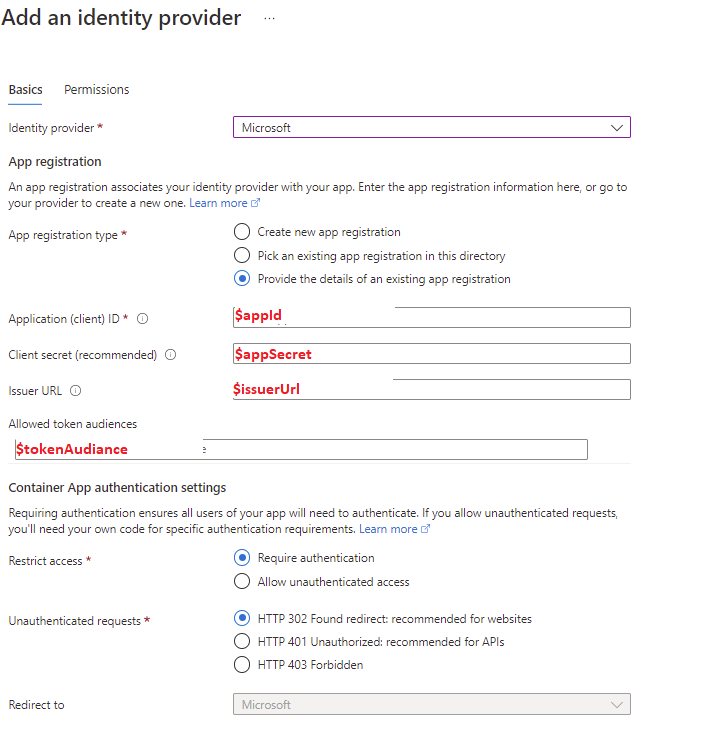 Add an identity provider ...
Basics Permissions
Identity provider * Microsoft
App registration
An app registration associates your identity provider with your app. Enter the app registration information here, or go to
your provider to create a new one. Learn more
App registration type * Create new app registration
Pick an existing app registration in this directory
Provide the details of an existing app registration
Application (client) ID * $appId
Client secret (recommended) $appSecret
Issuer URL $issuerUrl
Allowed token audiences
$tokenAudiance
Container App authentication settings
Requiring authentication ensures all users of your app will need to authenticate. If you allow unauthenticated requests,
you'll need your own code for specific authentication requirements. Learn more
Restrict access * Require authentication
Allow unauthenticated access
Unauthenticated requests * HTTP 302 Found redirect: recommended for websites
HTTP 401 Unauthorized: recommended for APIs
HTTP 403 Forbidden
Redirect to Microsoft